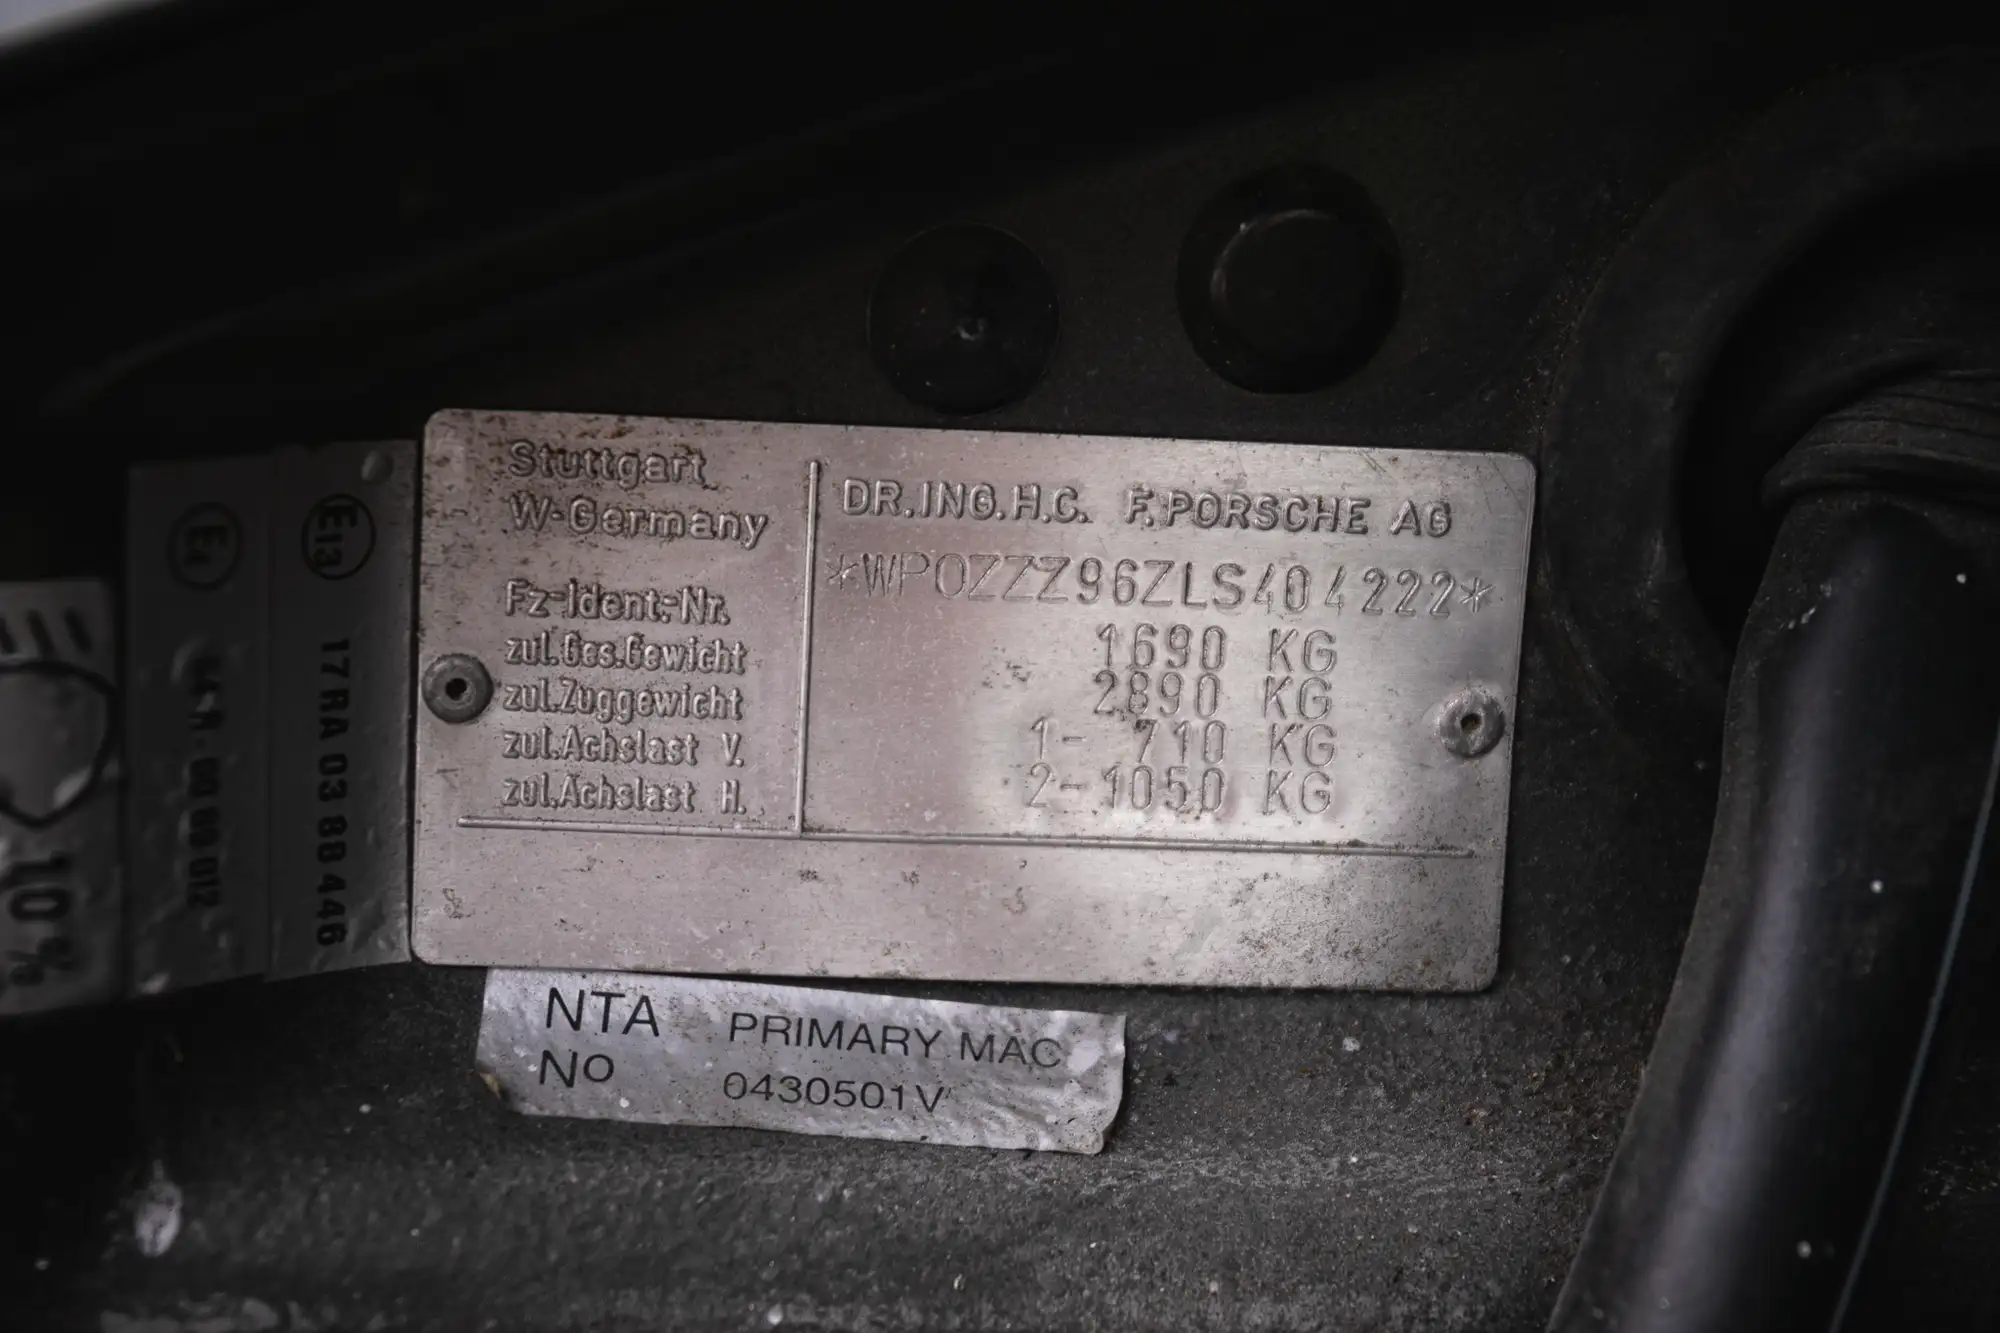 Stuttgart
W-Germany
DR.ING.H.C. F.PORSCHE AG
Fz-Ident.-Nr.
*WP0ZZZ96ZLS404222*
zul.Ges.Gewicht
1690 KG
zul.Zuggewicht
2890 KG
zul.Achslast V.
1- 710 KG
zul.Achslast H.
2-1050 KG
NTA PRIMARY MAC
No 0430501V
E13
17 RA 03 88 446
E4
10 %